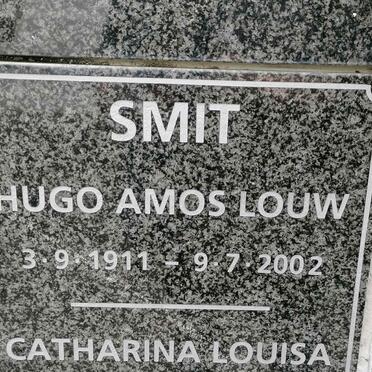 SMIT
HUGO AMOS LOUW
3·9·1911 – 9·7·2002
CATHARINA LOUISA